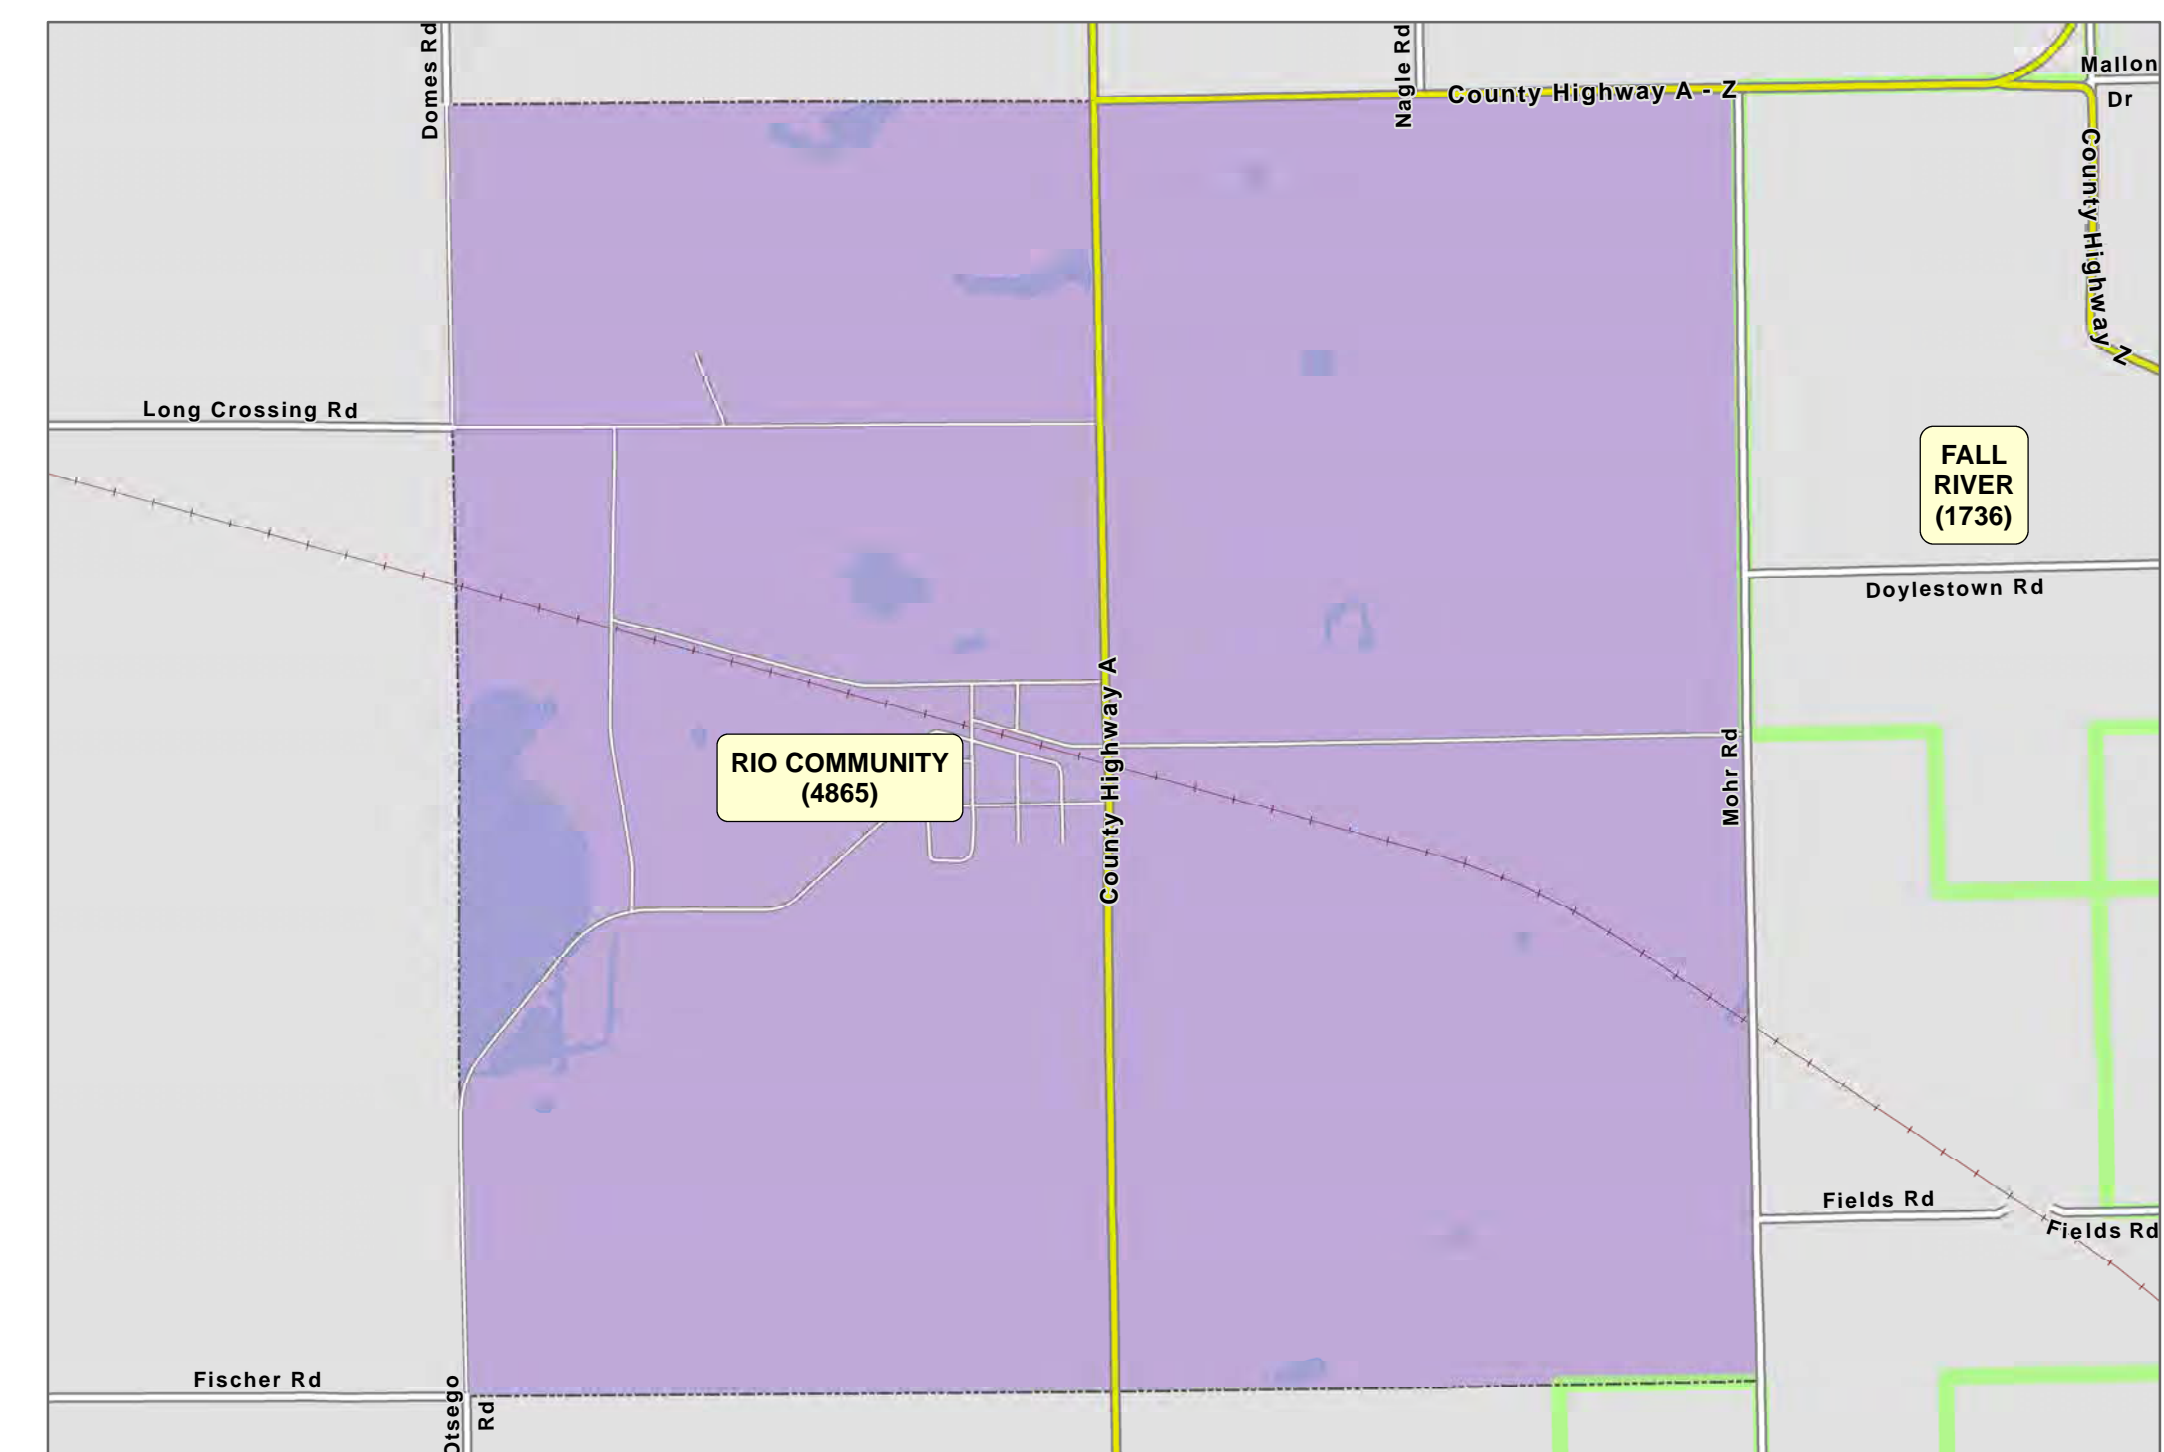 Domes Rd
Nagle Rd
County Highway A - Z
Mallon
Dr
County Highway Z
Long Crossing Rd
FALL
RIVER
(1736)
Doylestown Rd
County Highway A
RIO COMMUNITY
(4865)
Mohr Rd
Fields Rd
Fields Rd
Fischer Rd
Otsego
Rd